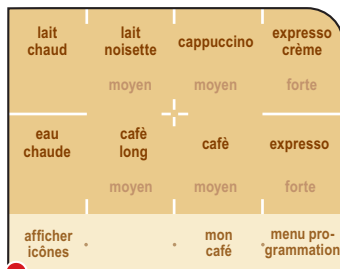 lait chaud
lait noisette
cappuccino
expresso crème
moyen
moyen
forte
eau chaude
cafè long
cafè
expresso
moyen
moyen
forte
afficher icônes
mon café
menu pro-
grammation